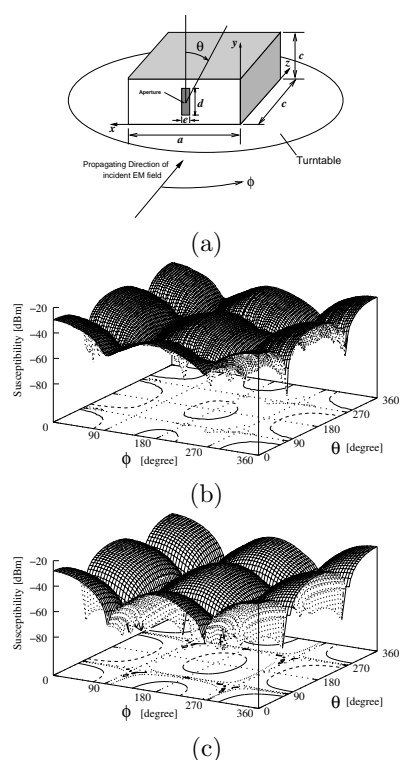 θ
y
c
z
Aperture
d
c
e
x
a
Turntable
Propagating Direction of
incident EM field
ϕ
(a)
Susceptibility [dBm]
−20
−40
−60
−80
0
90
180
270
360
ϕ [degree]
0
90
180
270
360
θ [degree]
(b)
Susceptibility [dBm]
−20
−40
−60
−80
0
90
180
270
360
ϕ [degree]
0
90
180
270
360
θ [degree]
(c)